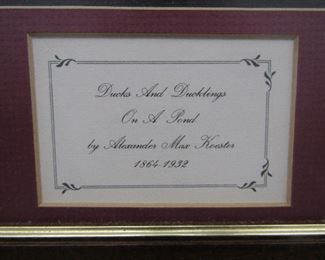 Ducks And Ducklings
On A Pond
by Alexander Max Koester
1864-1932